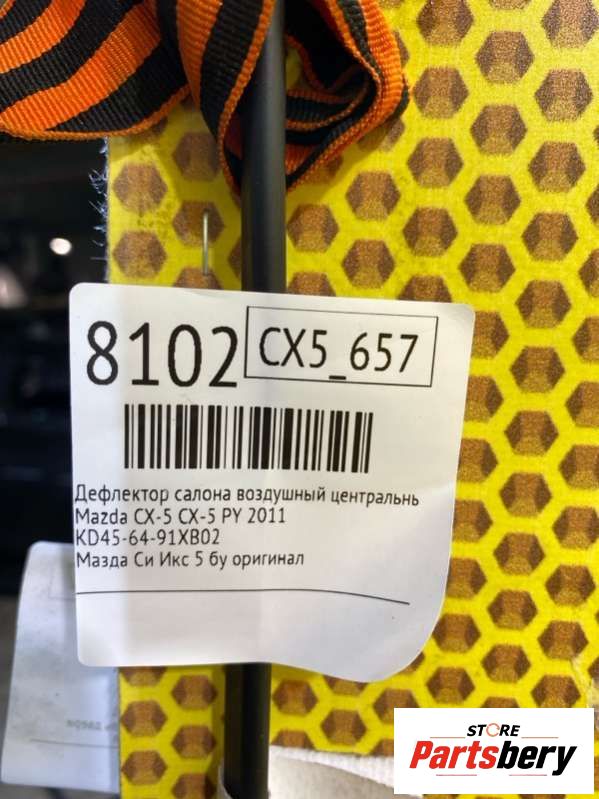 8102 CX5_657
Дефлектор салона воздушный центральнь
Mazda CX-5 CX-5 PY 2011
KD45-64-91XB02
Мазда Си Икс 5 бу оригинал
STORE
Partsbery